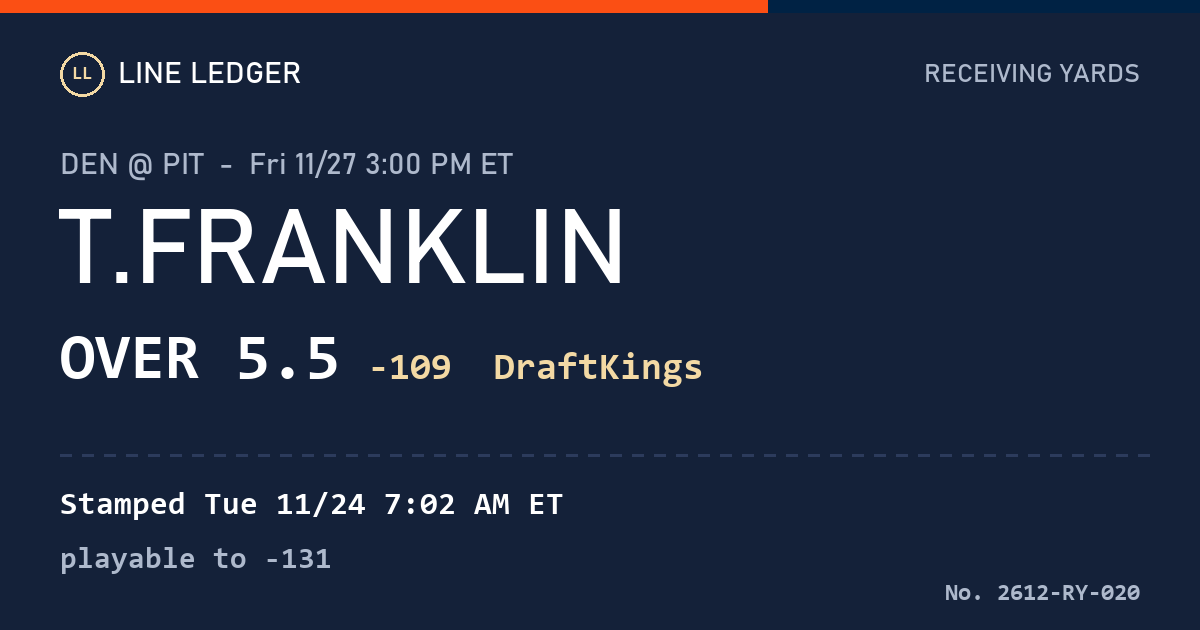 LL LINE LEDGER
RECEIVING YARDS
DEN @ PIT - Fri 11/27 3:00 PM ET
T.FRANKLIN
OVER 5.5 -109 DraftKings
Stamped Tue 11/24 7:02 AM ET
playable to -131
No. 2612-RY-020